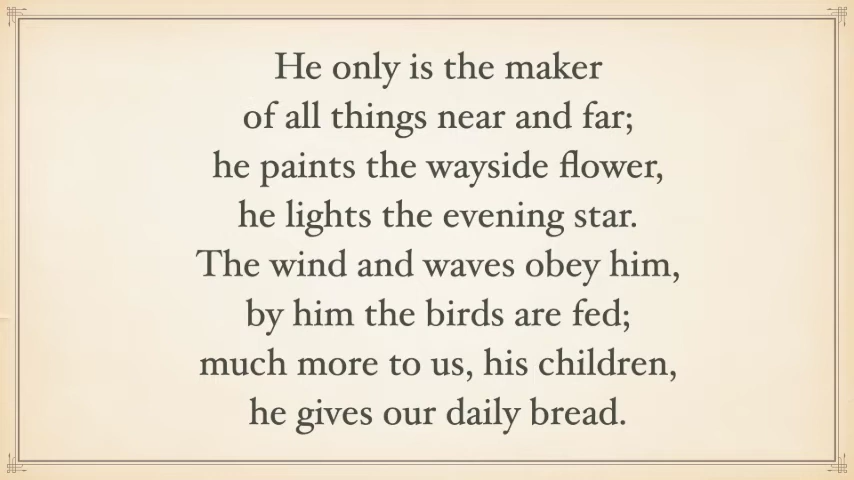 He only is the maker
of all things near and far;
he paints the wayside flower,
he lights the evening star.
The wind and waves obey him,
by him the birds are fed;
much more to us, his children,
he gives our daily bread.